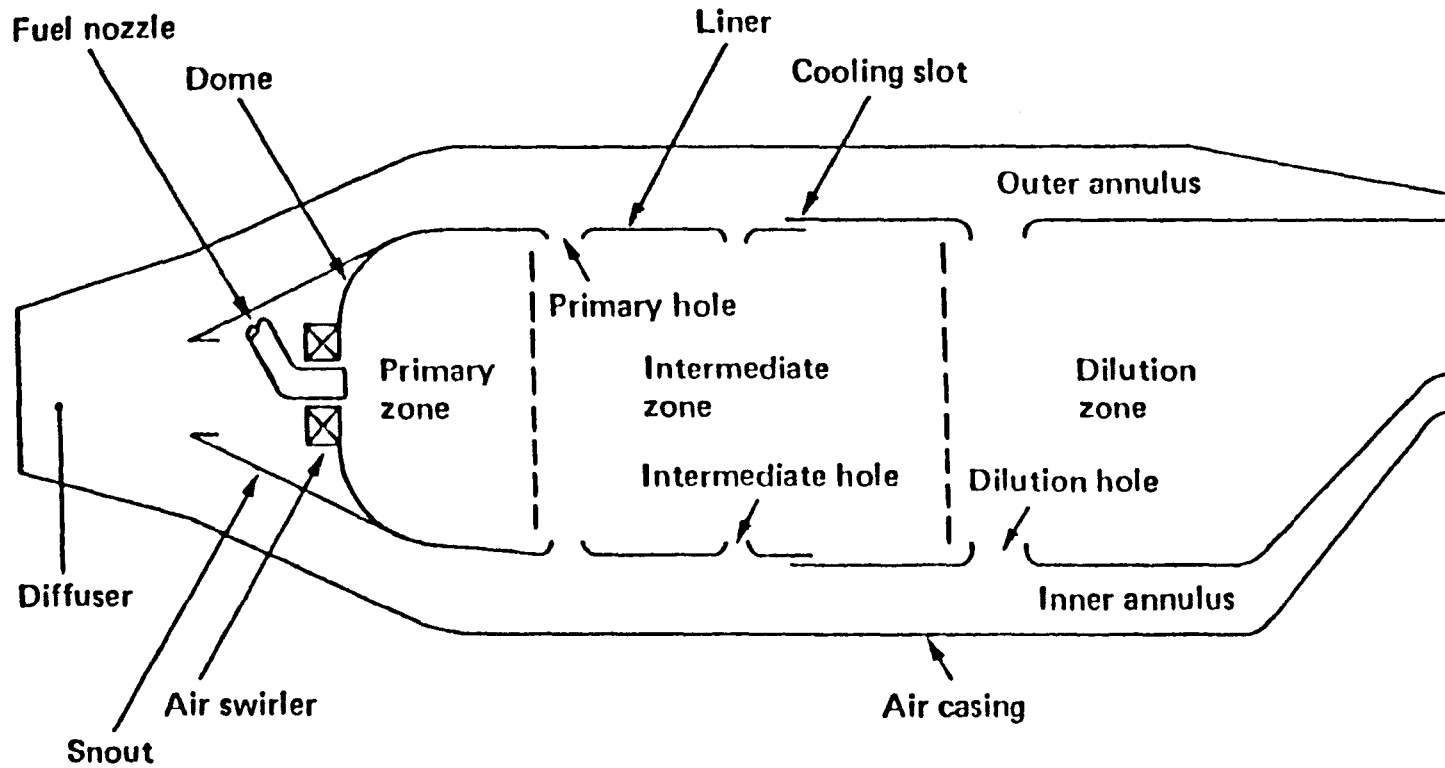 Fuel nozzle
Liner
Dome
Cooling slot
Outer annulus
Primary hole
Primary
zone
Intermediate
zone
Dilution
zone
Intermediate hole
Dilution hole
Diffuser
Inner annulus
Air swirler
Air casing
Snout